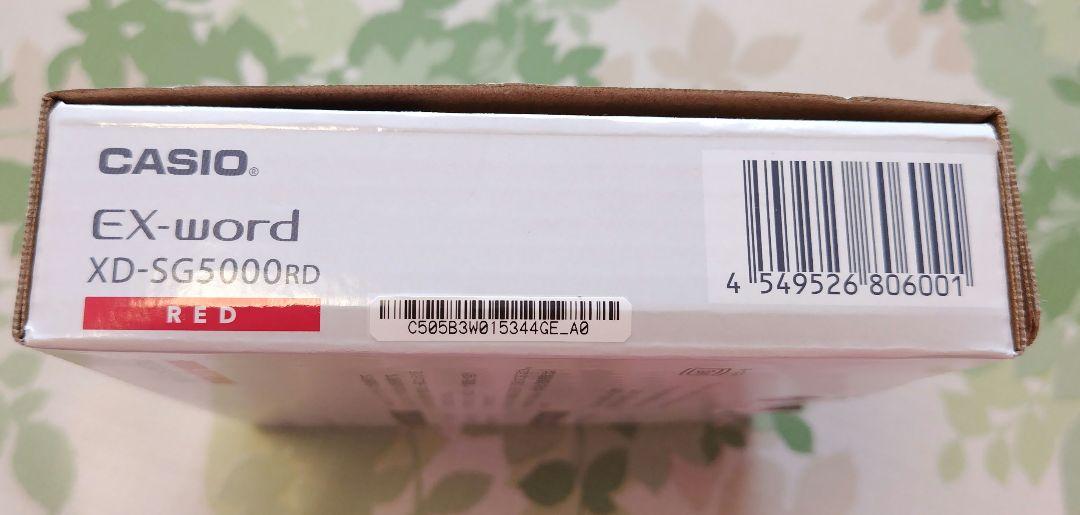 CASIO®
EX-word
XD-SG5000RD
RED
C505B3W015344GE_A0
4 549526 806001